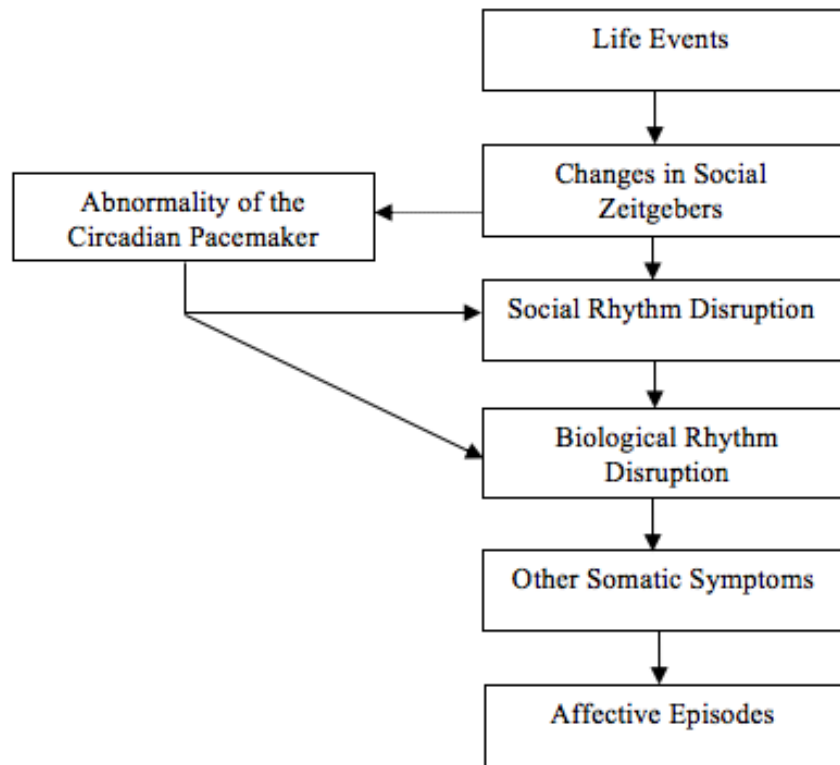 Life Events
Changes in Social
Zeitgebers
Abnormality of the
Circadian Pacemaker
Social Rhythm Disruption
Biological Rhythm
Disruption
Other Somatic Symptoms
Affective Episodes